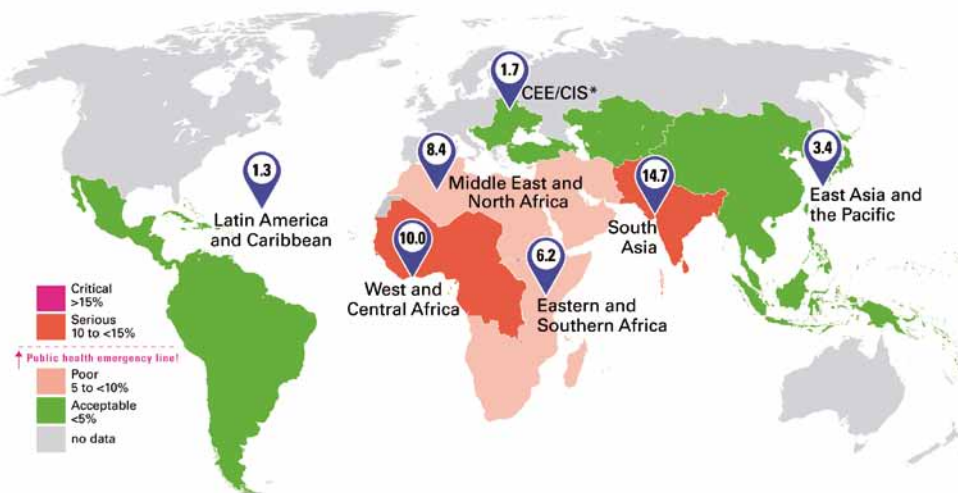 1.7
CEE/CIS*
8.4
Middle East and
North Africa
1.3
Latin America
and Caribbean
14.7
South
Asia
3.4
East Asia and
the Pacific
10.0
West and
Central Africa
6.2
Eastern and
Southern Africa
Critical
>15%
Serious
10 to <15%
Public health emergency line!
Poor
5 to <10%
Acceptable
<5%
no data